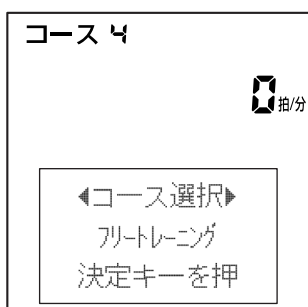 コース 4
0拍/分
◀コース選択▶
フリートレーニング
決定キーを押